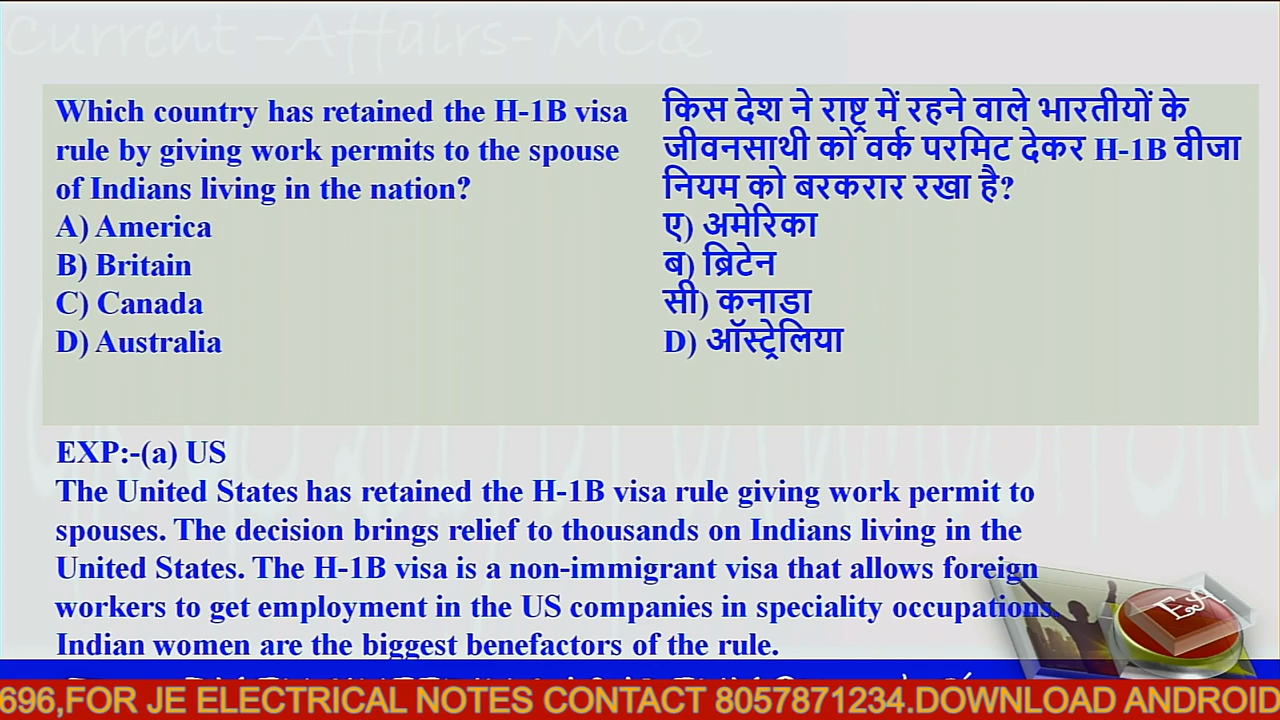 Current -Affairs- MCQ
Which country has retained the H-1B visa
rule by giving work permits to the spouse
of Indians living in the nation?
A) America
B) Britain
C) Canada
D) Australia
किस देश ने राष्ट्र में रहने वाले भारतीयों के
जीवनसाथी को वर्क परमिट देकर H-1B वीजा
नियम को बरकरार रखा है?
ए) अमेरिका
ब) ब्रिटेन
सी) कनाडा
D) ऑस्ट्रेलिया
EXP:-(a) US
The United States has retained the H-1B visa rule giving work permit to
spouses. The decision brings relief to thousands on Indians living in the
United States. The H-1B visa is a non-immigrant visa that allows foreign
workers to get employment in the US companies in speciality occupations.
Indian women are the biggest benefactors of the rule.
696,FOR JE ELECTRICAL NOTES CONTACT 8057871234.DOWNLOAD ANDROID